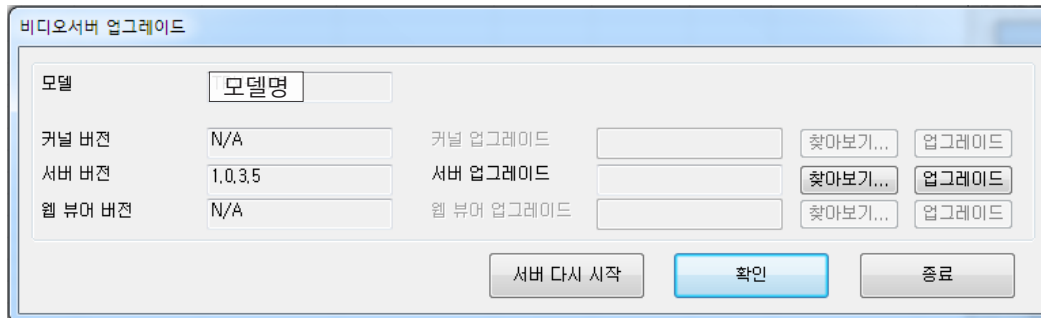 비디오서버 업그레이드
모델 모델명
커널 버전 N/A 커널 업그레이드 찾아보기... 업그레이드
서버 버전 1,0,3,5 서버 업그레이드 찾아보기... 업그레이드
웹 뷰어 버전 N/A 웹 뷰어 업그레이드 찾아보기... 업그레이드
서버 다시 시작 확인 종료